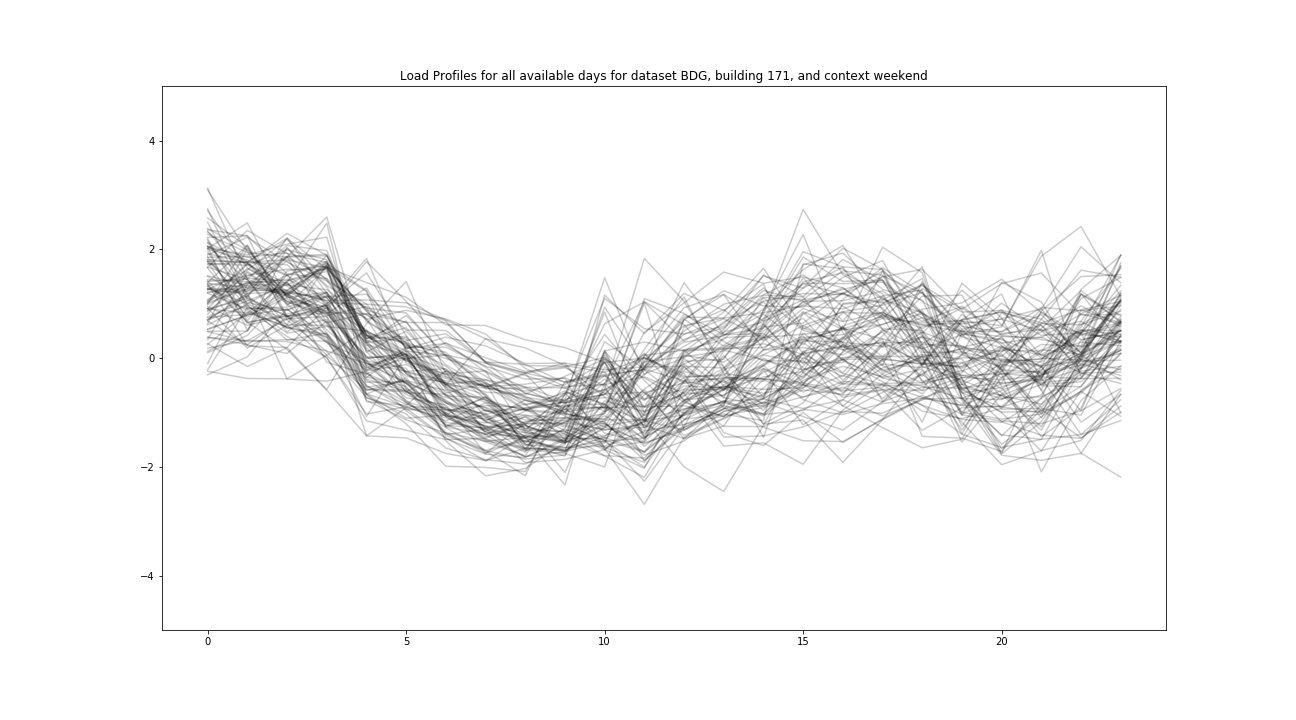 Load Profiles for all available days for dataset BDG, building 171, and context weekend
4
2
0
−2
−4
0 5 10 15 20